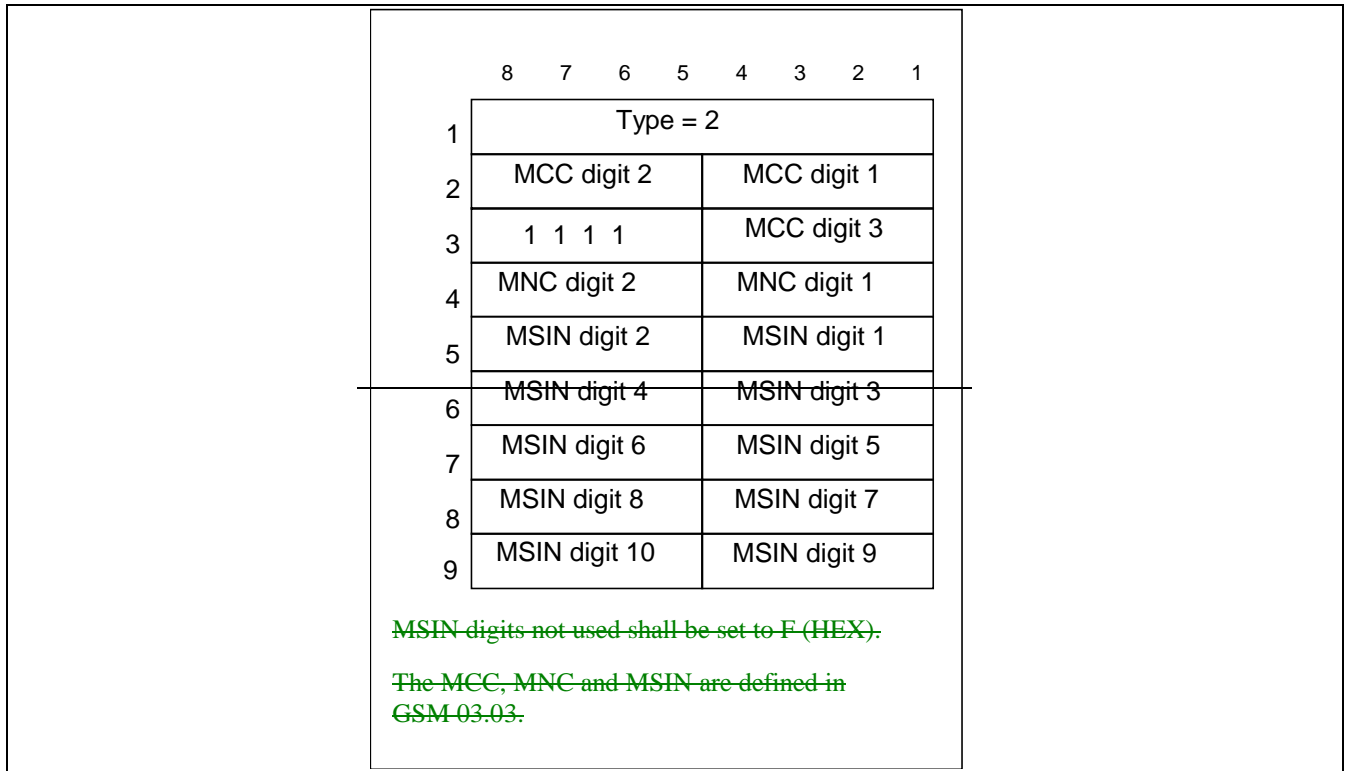 8 7 6 5 4 3 2 1
1 Type = 2
2 MCC digit 2 MCC digit 1
3 1 1 1 1 MCC digit 3
4 MNC digit 2 MNC digit 1
5 MSIN digit 2 MSIN digit 1
6 MSIN digit 4 MSIN digit 3
7 MSIN digit 6 MSIN digit 5
8 MSIN digit 8 MSIN digit 7
9 MSIN digit 10 MSIN digit 9
MSIN digits not used shall be set to F (HEX).
The MCC, MNC and MSIN are defined in
GSM 03.03.